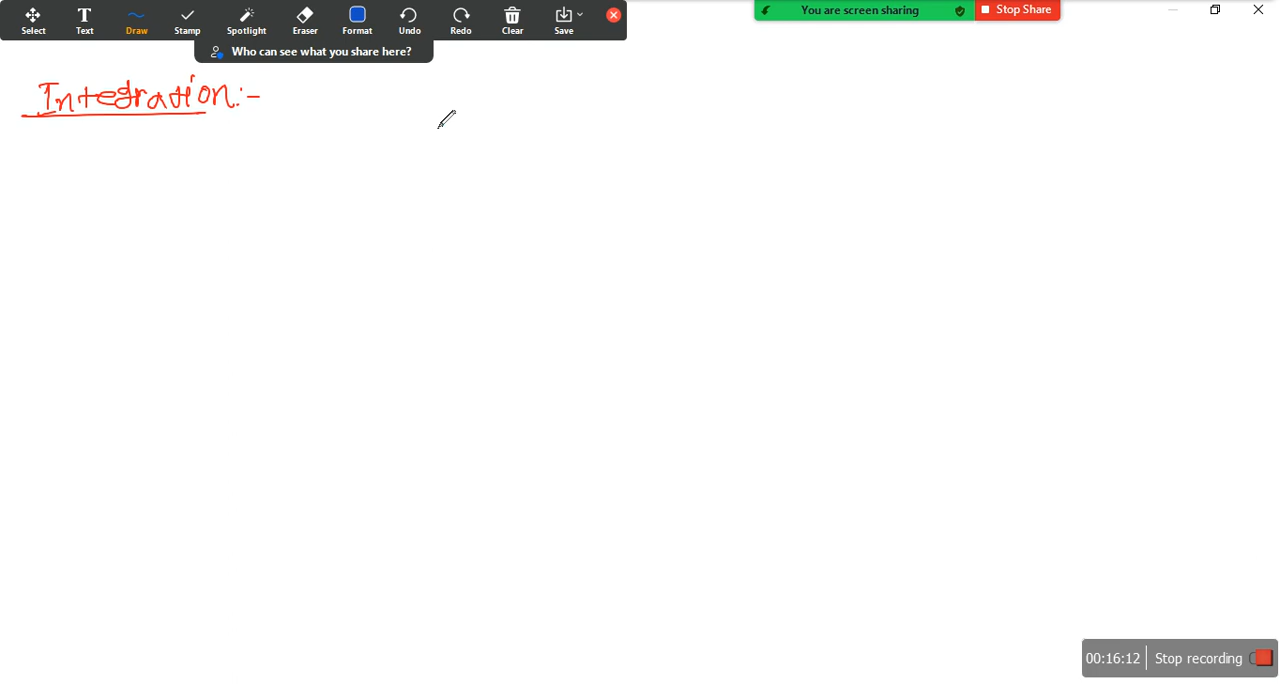 Select Text Draw Stamp Spotlight Eraser Format Undo Redo Clear Save
You are screen sharing Stop Share
Who can see what you share here?
Integration:-
00:16:12 Stop recording